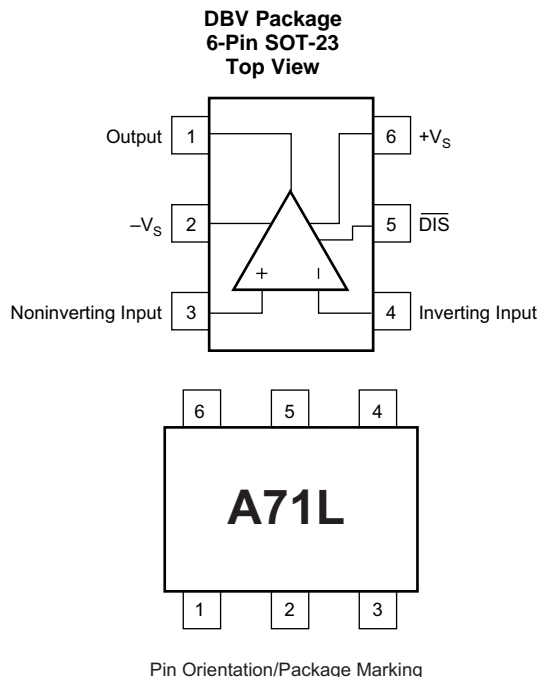 DBV Package
6-Pin SOT-23
Top View
Output 1 6 +VS
–VS 2 5 D̅I̅S̅
+ –
Noninverting Input 3 4 Inverting Input
6 5 4
A71L
1 2 3
Pin Orientation/Package Marking